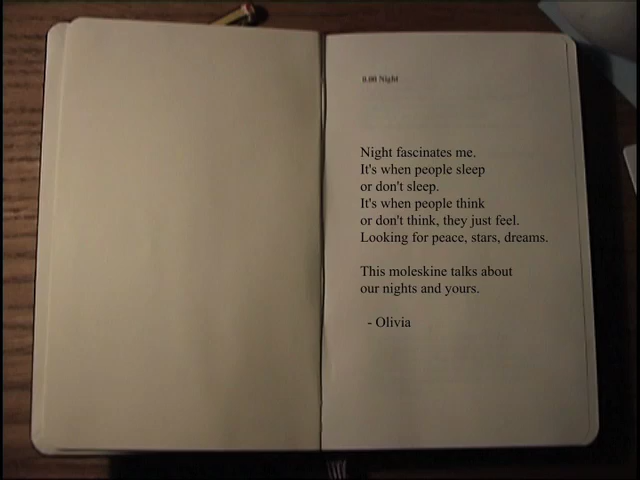 0.00 Night
Night fascinates me.
It's when people sleep
or don't sleep.
It's when people think
or don't think, they just feel.
Looking for peace, stars, dreams.
This moleskine talks about
our nights and yours.
- Olivia